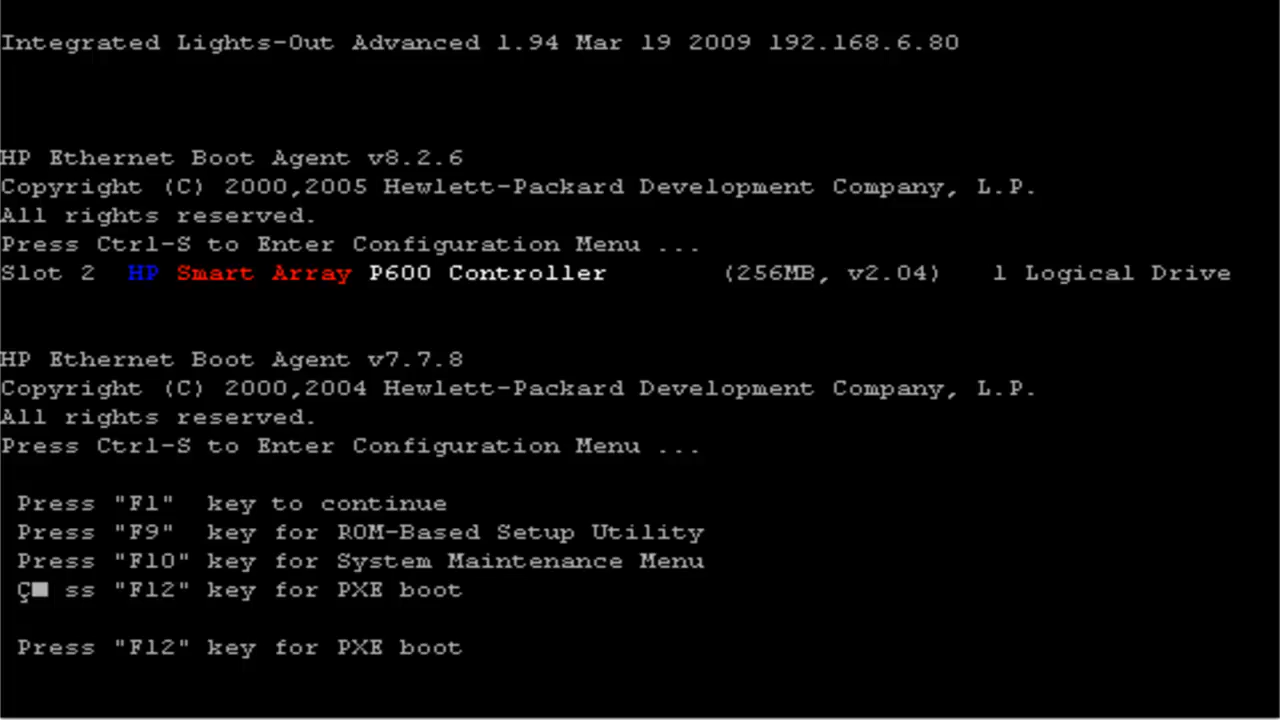 Integrated Lights-Out Advanced 1.94 Mar 19 2009 192.168.6.80
HP Ethernet Boot Agent v8.2.6
Copyright (C) 2000,2005 Hewlett-Packard Development Company, L.P.
All rights reserved.
Press Ctrl-S to Enter Configuration Menu ...
Slot 2 HP Smart Array P600 Controller (256MB, v2.04) 1 Logical Drive
HP Ethernet Boot Agent v7.7.8
Copyright (C) 2000,2004 Hewlett-Packard Development Company, L.P.
All rights reserved.
Press Ctrl-S to Enter Configuration Menu ...
Press "F1" key to continue
Press "F9" key for ROM-Based Setup Utility
Press "F10" key for System Maintenance Menu
Ç■ ss "F12" key for PXE boot
Press "F12" key for PXE boot